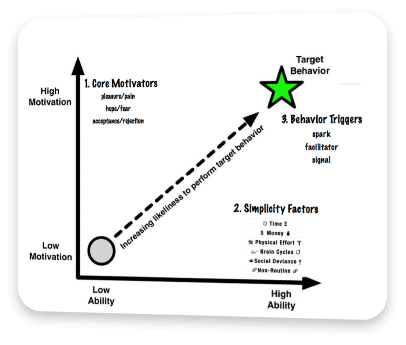 Target
Behavior
High
Motivation
1. Core Motivators
pleasure/pain
hope/fear
acceptance/rejection
3. Behavior Triggers
spark
facilitator
signal
Increasing likeliness to perform target behavior
2. Simplicity Factors
Time
$ Money
Physical Effort
Brain Cycles
Social Deviance
Non-Routine
Low
Motivation
Low
Ability
High
Ability